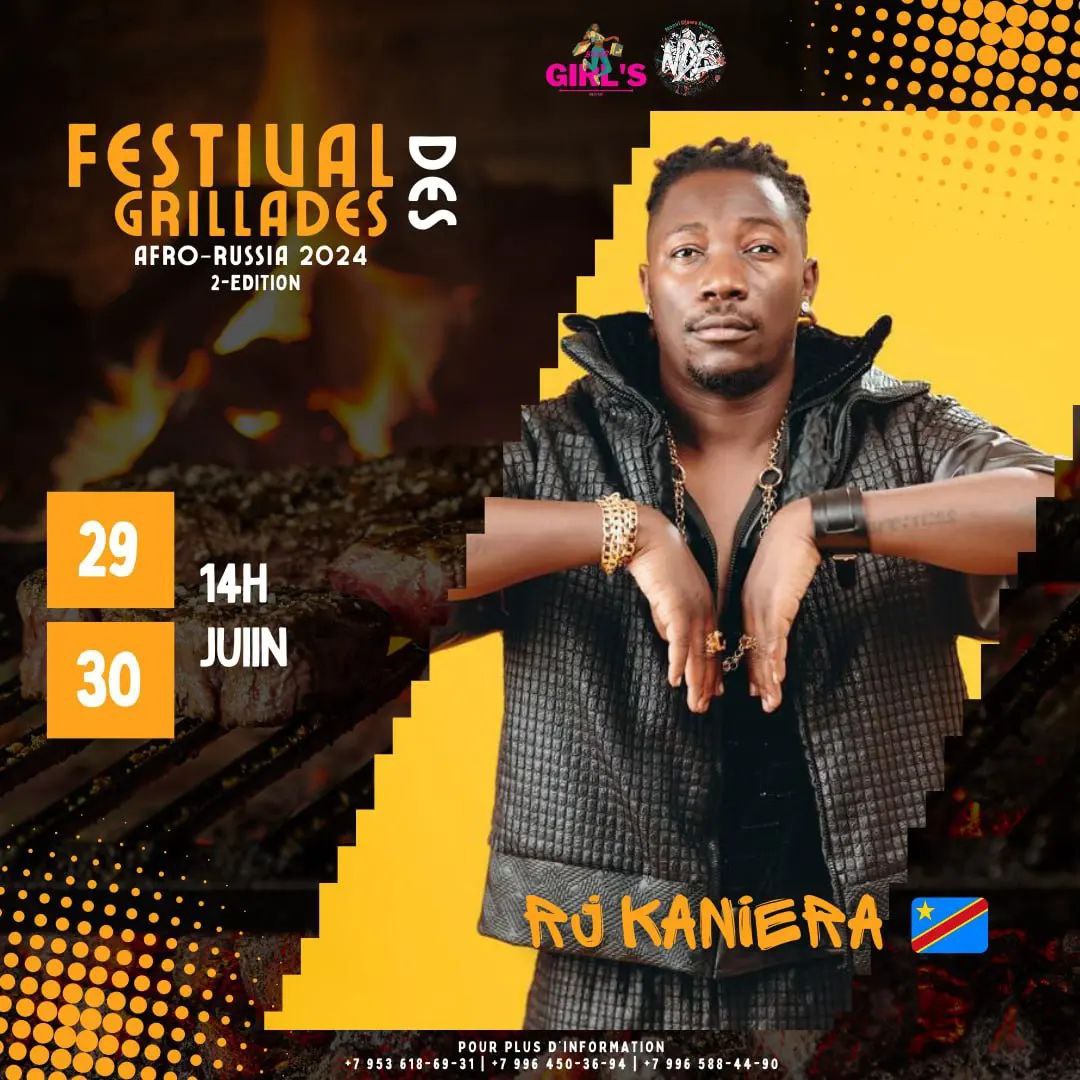 GIRL'S
NDE
FESTIVAL
DES
GRILLADES
AFRO-RUSSIA 2024
2-EDITION
29
14H
JUIIN
30
RJ KANIERA
POUR PLUS D'INFORMATION
+7 953 618-69-31 | +7 996 450-36-94 | +7 996 588-44-90